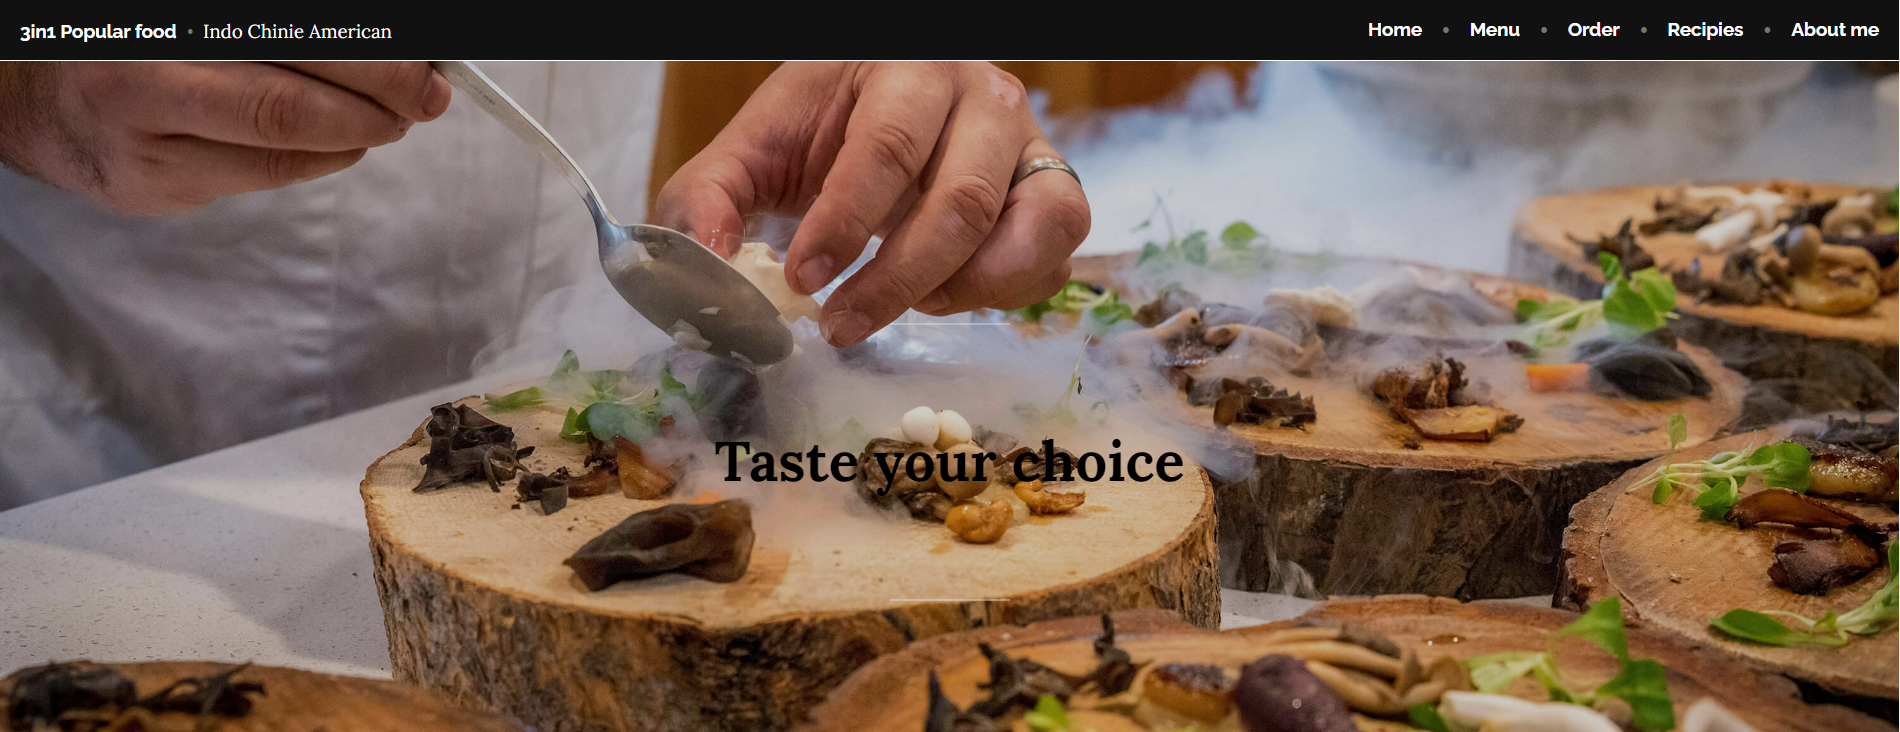 3in1 Popular food • Indo Chinie American
Home • Menu • Order • Recipies • About me
Taste your choice